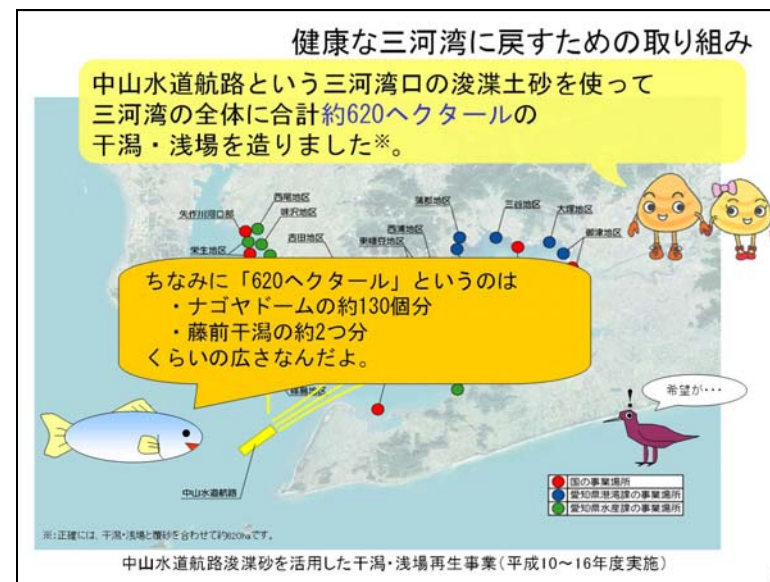 健康な三河湾に戻すための取り組み
中山水道航路という三河湾口の浚渫土砂を使って
三河湾の全体に合計約620ヘクタールの
干潟・浅場を造りました※。
西尾地区
矢作川河口部
味沢地区
栄生地区
吉田地区
西浦地区
東幡豆地区
蒲郡地区
三谷地区
大塚地区
御津地区
ちなみに「620ヘクタール」というのは
・ナゴヤドームの約130個分
・藤前干潟の約2つ分
くらいの広さなんだよ。
希望が・・・
!
中山水道航路
国の事業場所
愛知県港湾課の事業場所
愛知県水産課の事業場所
※:正確には、干潟・浅場と覆砂を合わせて約620haです。
中山水道航路浚渫砂を活用した干潟・浅場再生事業(平成10~16年度実施)